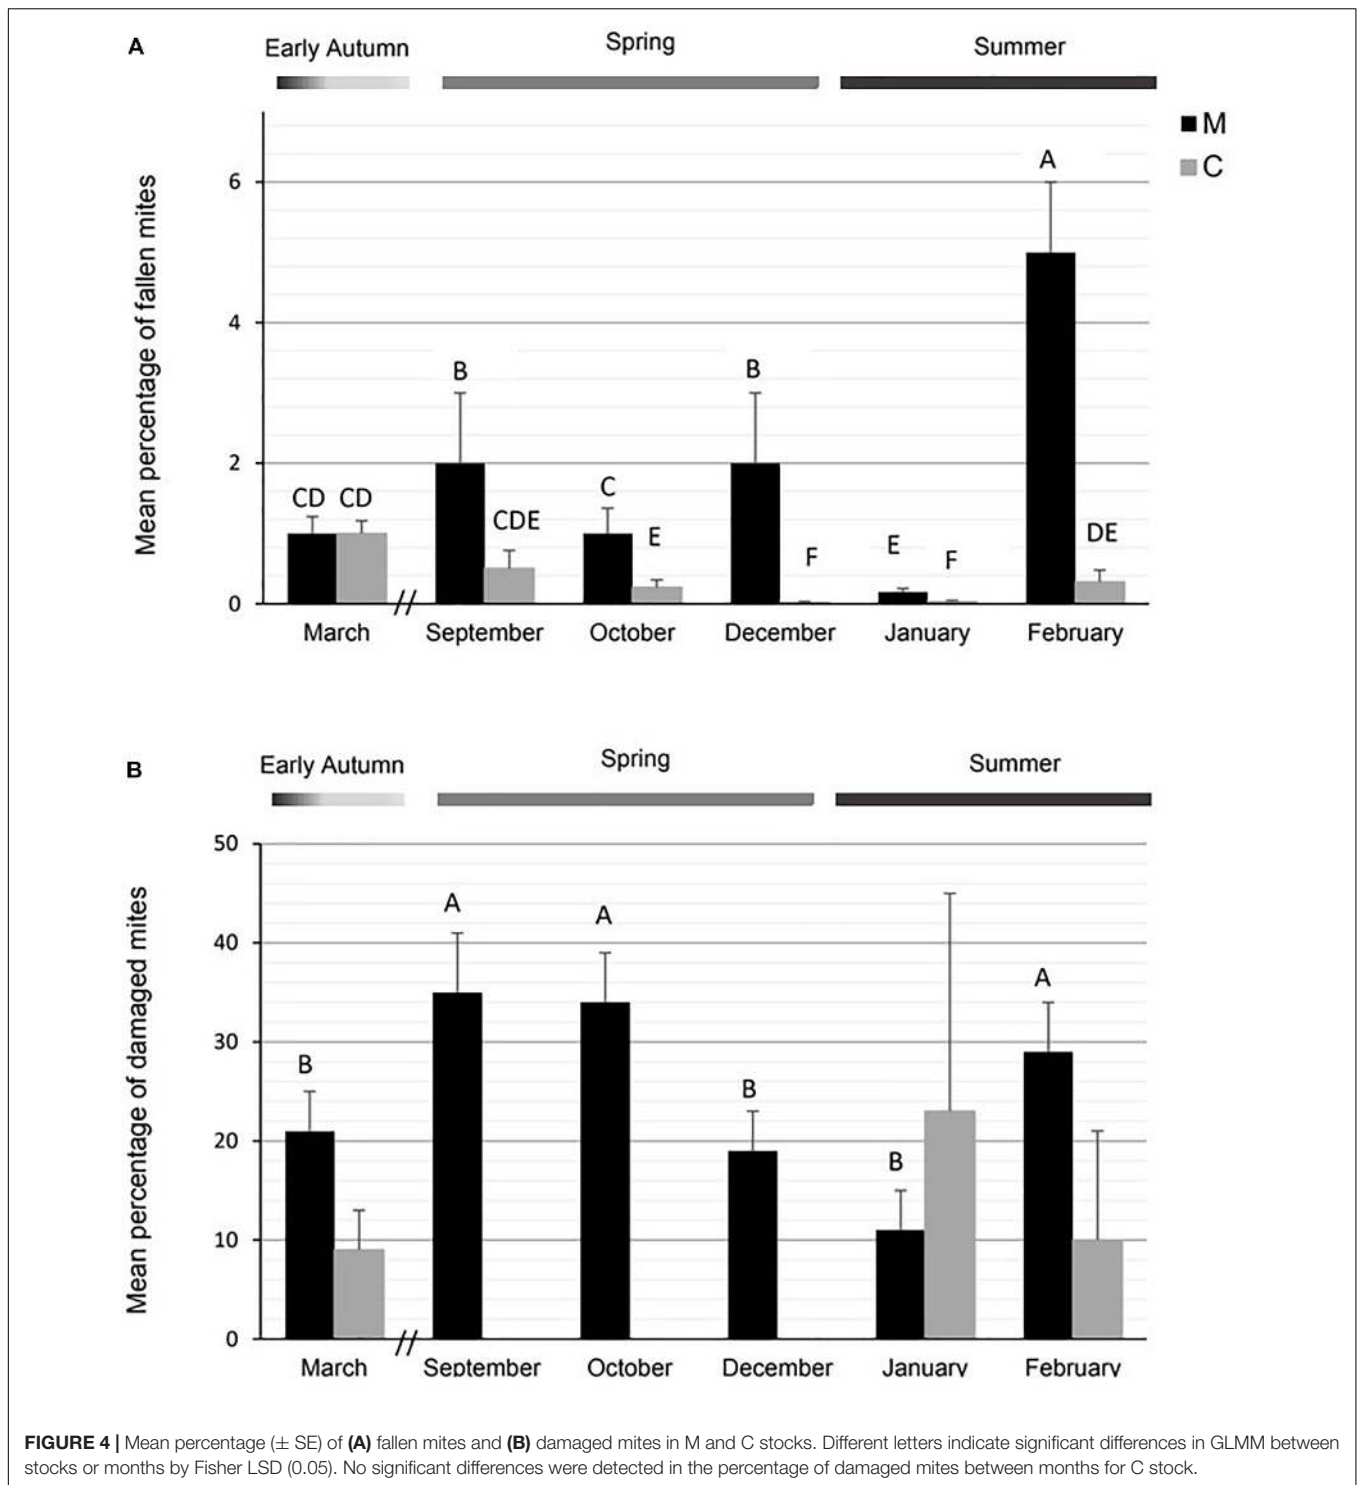 A
Early Autumn Spring Summer
M
C
Mean percentage of fallen mites
6
4
2
0
CD CD B CDE C E B F E F A DE
March September October December January February
B
Early Autumn Spring Summer
Mean percentage of damaged mites
50
40
30
20
10
0
B A A B B A
March September October December January February
FIGURE 4 | Mean percentage (± SE) of (A) fallen mites and (B) damaged mites in M and C stocks. Different letters indicate significant differences in GLMM between
stocks or months by Fisher LSD (0.05). No significant differences were detected in the percentage of damaged mites between months for C stock.